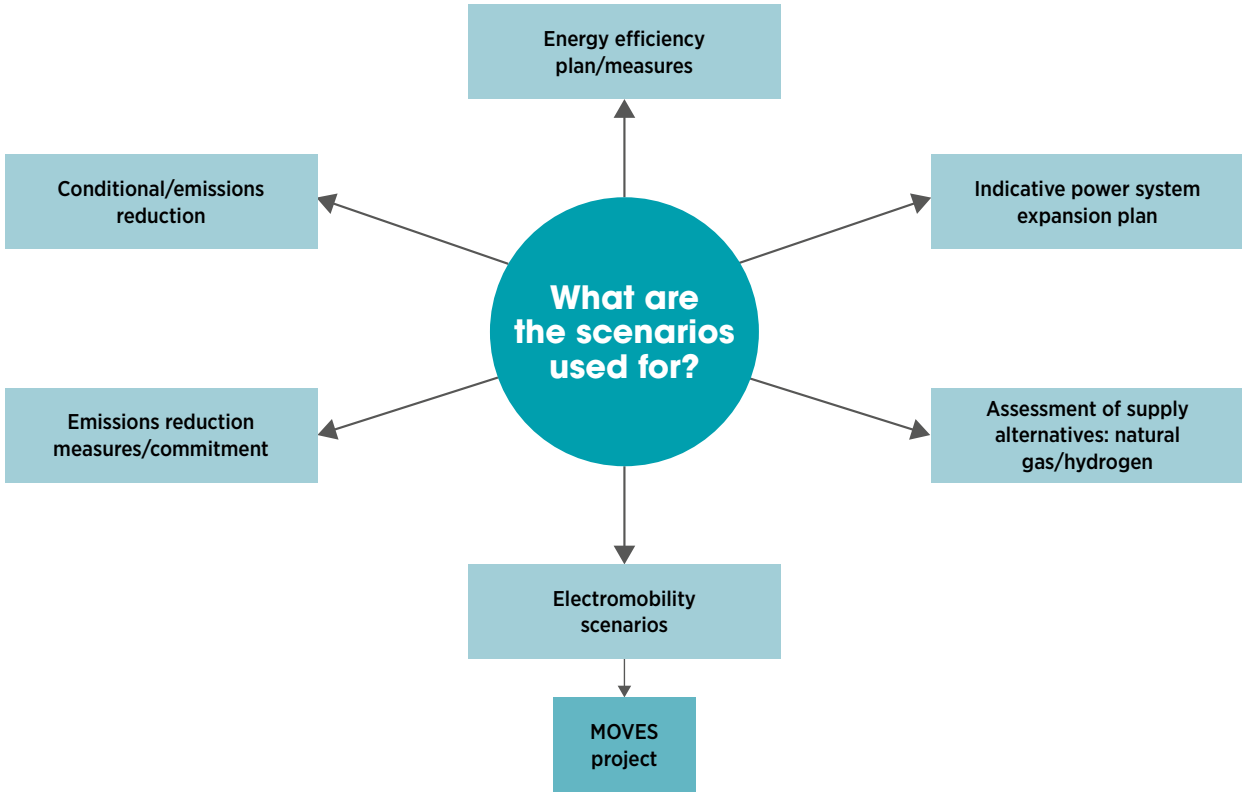 Energy efficiency
plan/measures
Conditional/emissions
reduction
Indicative power system
expansion plan
What are
the scenarios
used for?
Emissions reduction
measures/commitment
Assessment of supply
alternatives: natural
gas/hydrogen
Electromobility
scenarios
MOVES
project